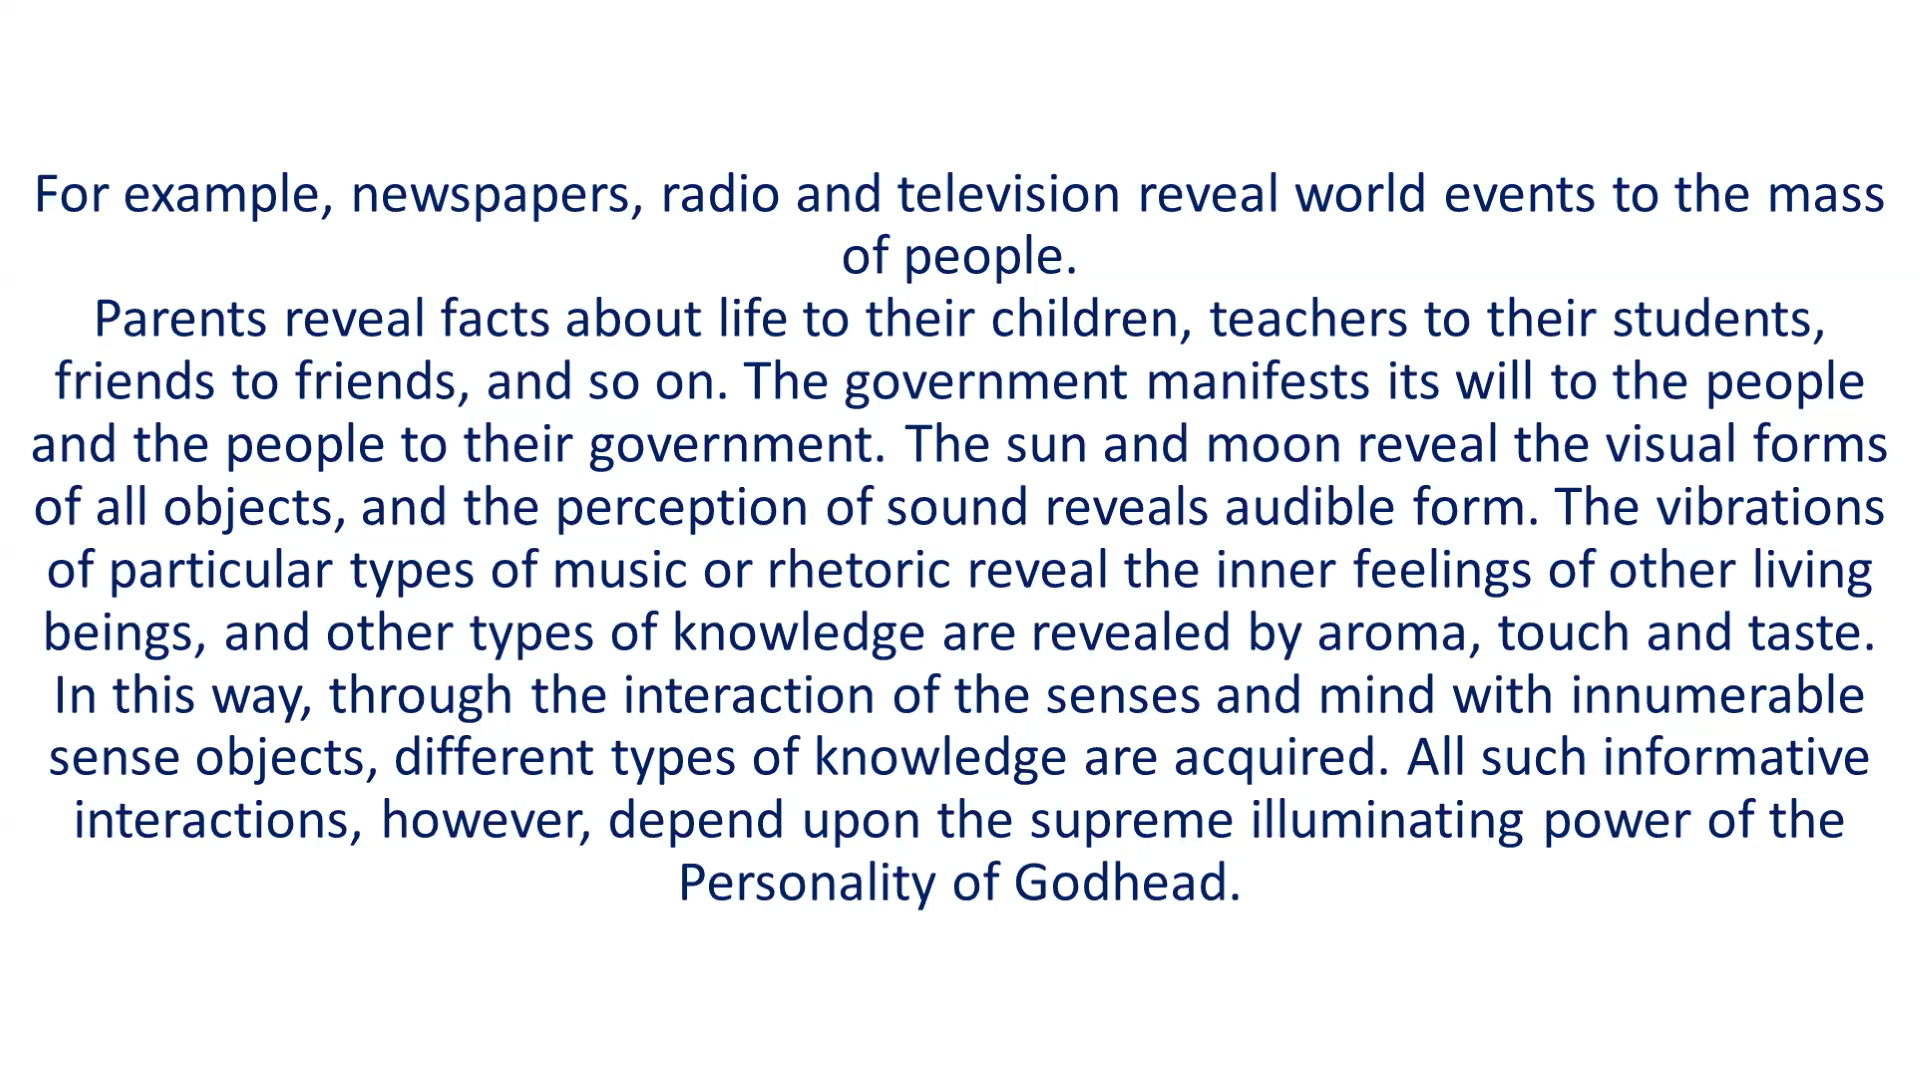 For example, newspapers, radio and television reveal world events to the mass
of people.
Parents reveal facts about life to their children, teachers to their students,
friends to friends, and so on. The government manifests its will to the people
and the people to their government. The sun and moon reveal the visual forms
of all objects, and the perception of sound reveals audible form. The vibrations
of particular types of music or rhetoric reveal the inner feelings of other living
beings, and other types of knowledge are revealed by aroma, touch and taste.
In this way, through the interaction of the senses and mind with innumerable
sense objects, different types of knowledge are acquired. All such informative
interactions, however, depend upon the supreme illuminating power of the
Personality of Godhead.